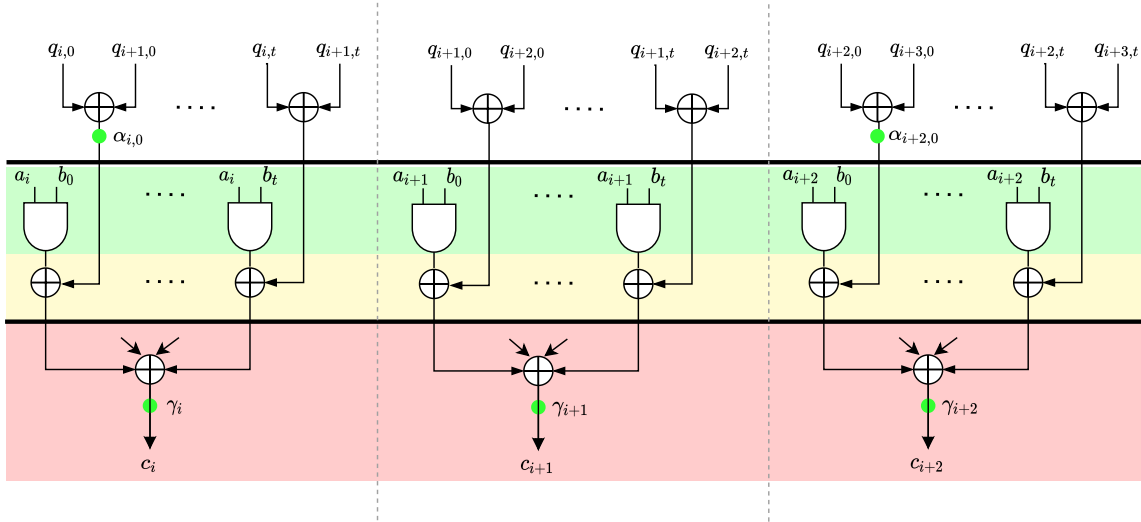 q_{i,0} q_{i+1,0} .... q_{i,t} q_{i+1,t} q_{i+1,0} q_{i+2,0} .... q_{i+1,t} q_{i+2,t} q_{i+2,0} q_{i+3,0} .... q_{i+2,t} q_{i+3,t}
α_{i,0} α_{i+2,0}
a_i b_0 .... a_i b_t a_{i+1} b_0 .... a_{i+1} b_t a_{i+2} b_0 .... a_{i+2} b_t
.... .... ....
γ_i γ_{i+1} γ_{i+2}
c_i c_{i+1} c_{i+2}